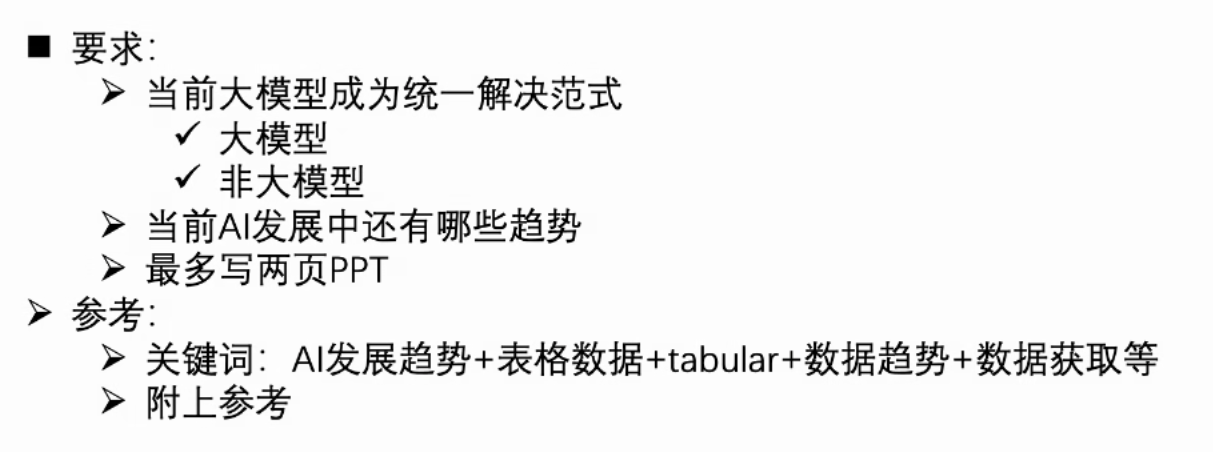 ■ 要求：
➢ 当前大模型成为统一解决范式
✓ 大模型
✓ 非大模型
➢ 当前AI发展中还有哪些趋势
➢ 最多写两页PPT
➢ 参考：
➢ 关键词：AI发展趋势+表格数据+tabular+数据趋势+数据获取等
➢ 附上参考